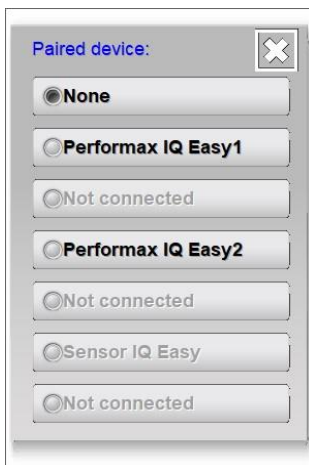 Paired device:
None
Performax IQ Easy1
Not connected
Performax IQ Easy2
Not connected
Sensor IQ Easy
Not connected